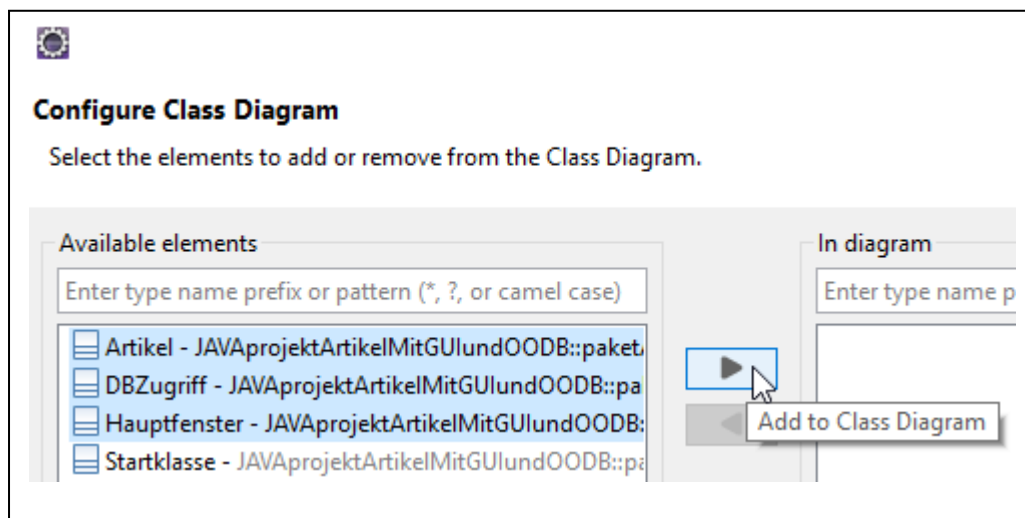 Configure Class Diagram
Select the elements to add or remove from the Class Diagram.
Available elements
In diagram
Enter type name prefix or pattern (*, ?, or camel case)
Enter type name p
Artikel - JAVAprojektArtikelMitGUIundOODB::paket
DBZugriff - JAVAprojektArtikelMitGUIundOODB::pa
Hauptfenster - JAVAprojektArtikelMitGUIundOODB:
Add to Class Diagram
Startklasse - JAVAprojektArtikelMitGUIundOODB::pa